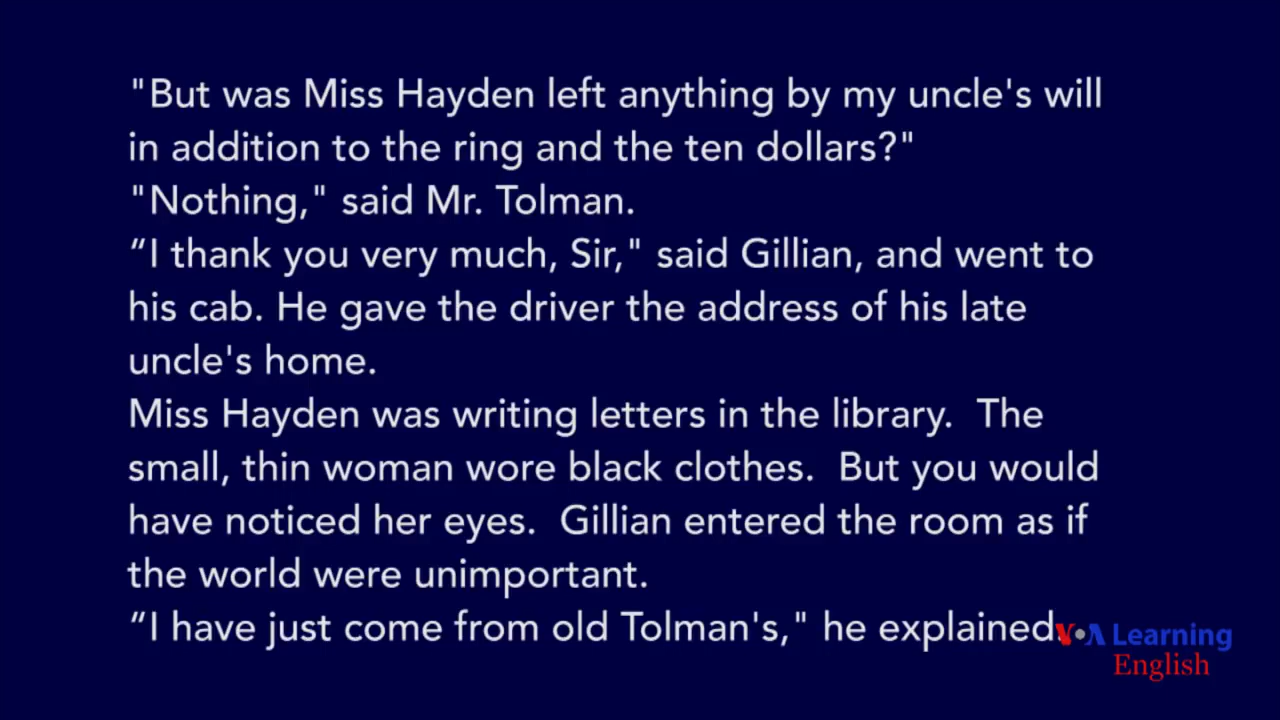 "But was Miss Hayden left anything by my uncle's will
in addition to the ring and the ten dollars?"
"Nothing," said Mr. Tolman.
“I thank you very much, Sir," said Gillian, and went to
his cab. He gave the driver the address of his late
uncle's home.
Miss Hayden was writing letters in the library.  The
small, thin woman wore black clothes.  But you would
have noticed her eyes.  Gillian entered the room as if
the world were unimportant.
“I have just come from old Tolman's," he explained.
VOA Learning
English